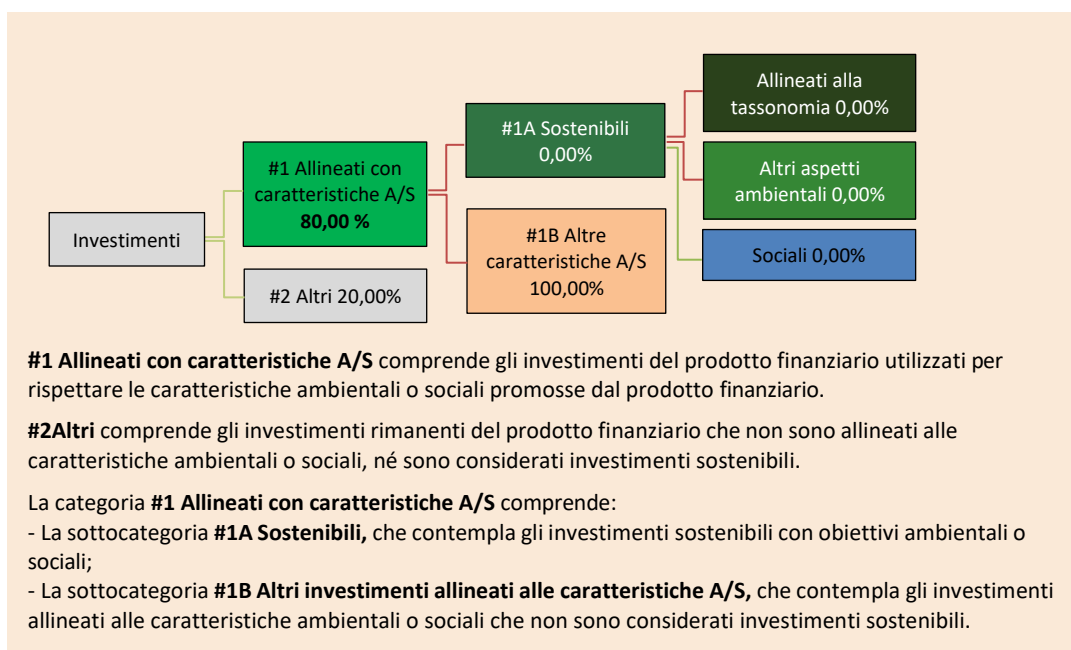 Investimenti
#1 Allineati con
caratteristiche A/S
80,00 %
#2 Altri 20,00%
#1A Sostenibili
0,00%
#1B Altre
caratteristiche A/S
100,00%
Allineati alla
tassonomia 0,00%
Altri aspetti
ambientali 0,00%
Sociali 0,00%
#1 Allineati con caratteristiche A/S comprende gli investimenti del prodotto finanziario utilizzati per
rispettare le caratteristiche ambientali o sociali promosse dal prodotto finanziario.
#2Altri comprende gli investimenti rimanenti del prodotto finanziario che non sono allineati alle
caratteristiche ambientali o sociali, né sono considerati investimenti sostenibili.
La categoria #1 Allineati con caratteristiche A/S comprende:
- La sottocategoria #1A Sostenibili, che contempla gli investimenti sostenibili con obiettivi ambientali o
sociali;
- La sottocategoria #1B Altri investimenti allineati alle caratteristiche A/S, che contempla gli investimenti
allineati alle caratteristiche ambientali o sociali che non sono considerati investimenti sostenibili.